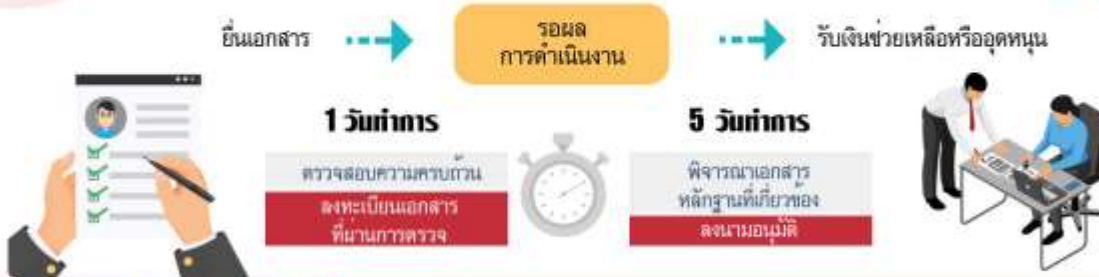 ยื่นเอกสาร
รอผล
การดำเนินงาน
รับเงินช่วยเหลือหรืออุดหนุน
1 วันทำการ
ตรวจสอบความครบถ้วน
ลงทะเบียนเอกสาร
ที่ผ่านการตรวจ
5 วันทำการ
พิจารณาเอกสาร
หลักฐานที่เกี่ยวข้อง
ลงนามอนุมัติ